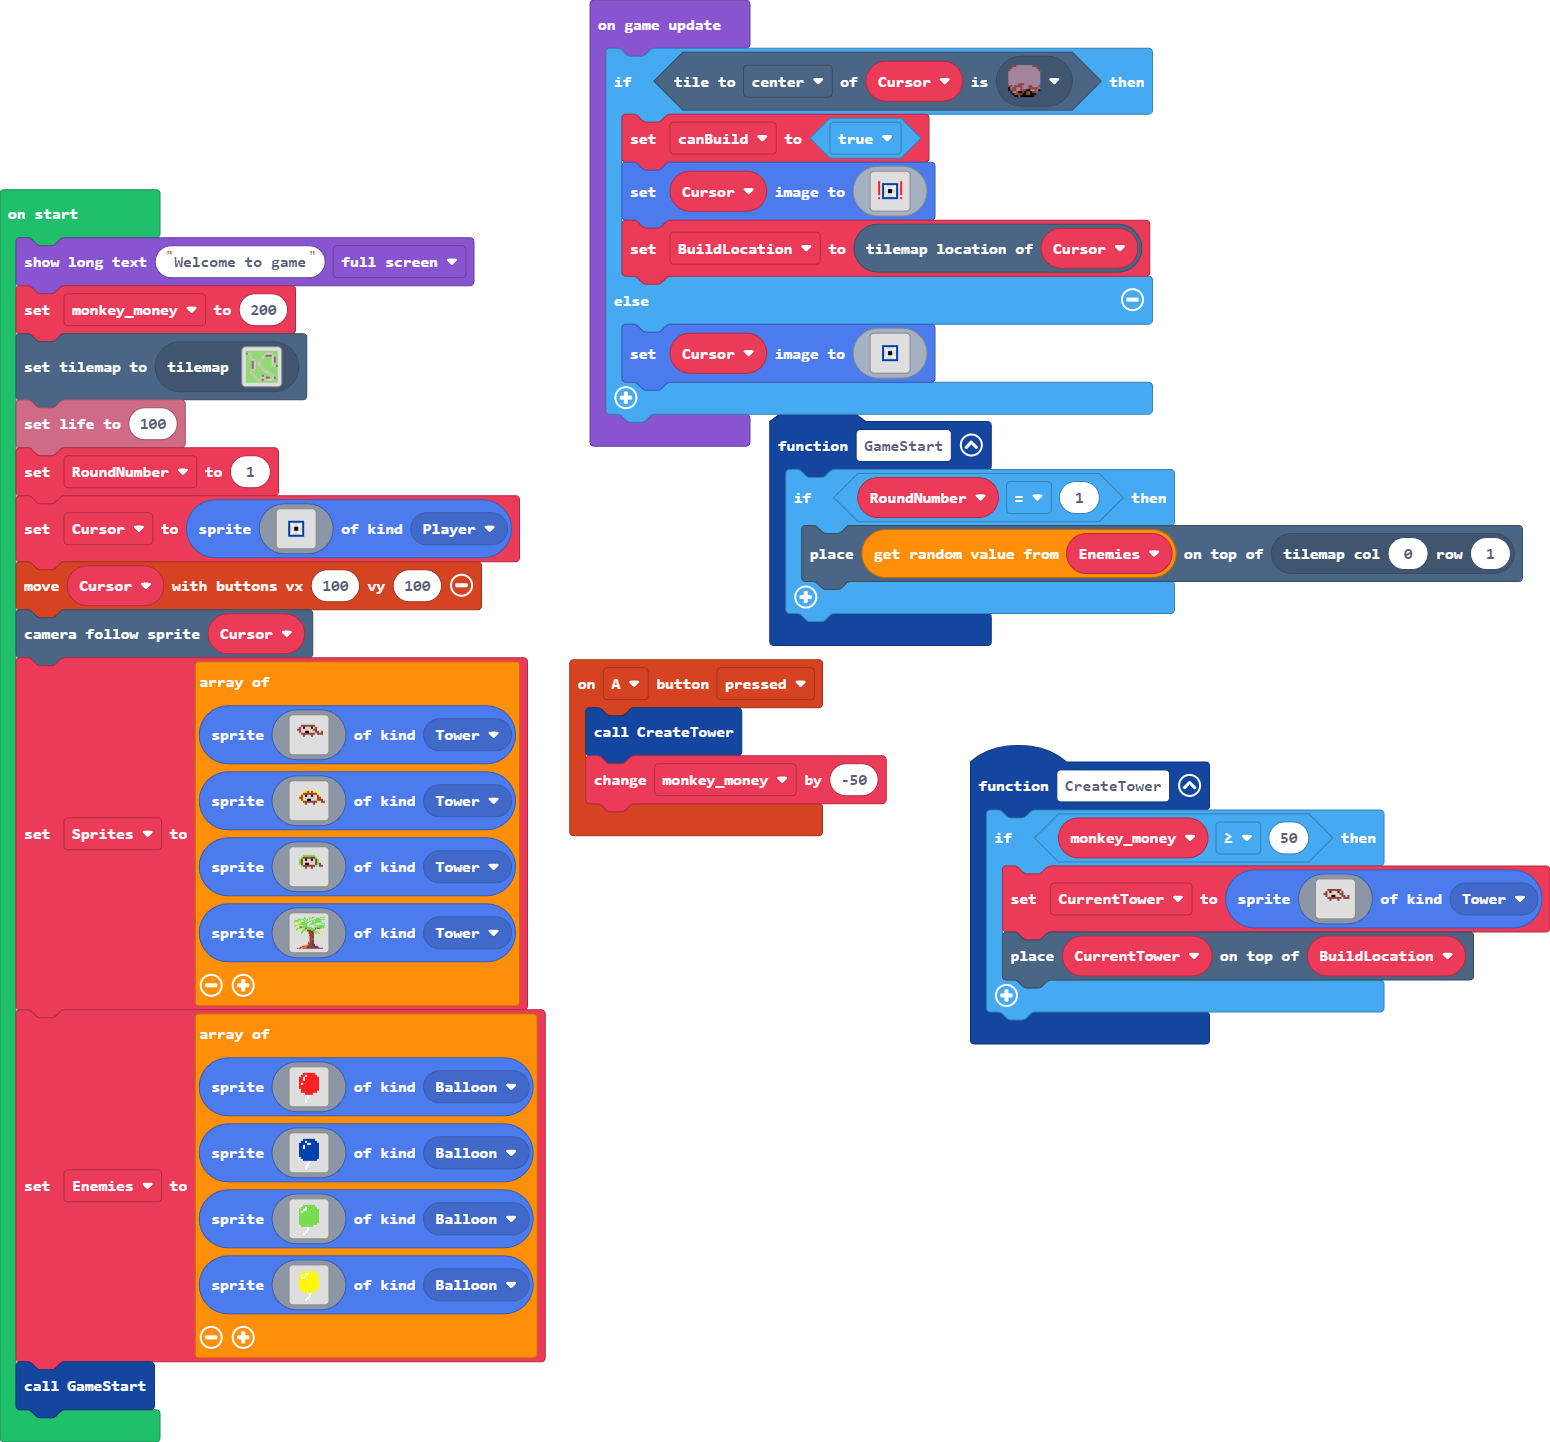 on start
show long text "Welcome to game" full screen
set monkey_money to 200
set tilemap to tilemap
set life to 100
set RoundNumber to 1
set Cursor to sprite of kind Player
move Cursor with buttons vx 100 vy 100
camera follow sprite Cursor
set Sprites to
array of
sprite of kind Tower
sprite of kind Tower
sprite of kind Tower
sprite of kind Tower
set Enemies to
array of
sprite of kind Balloon
sprite of kind Balloon
sprite of kind Balloon
sprite of kind Balloon
call GameStart
on game update
if tile to center of Cursor is then
set canBuild to true
set Cursor image to
set BuildLocation to tilemap location of Cursor
else
set Cursor image to
function GameStart
if RoundNumber = 1 then
place get random value from Enemies on top of tilemap col 0 row 1
on A button pressed
call CreateTower
change monkey_money by -50
function CreateTower
if monkey_money ≥ 50 then
set CurrentTower to sprite of kind Tower
place CurrentTower on top of BuildLocation